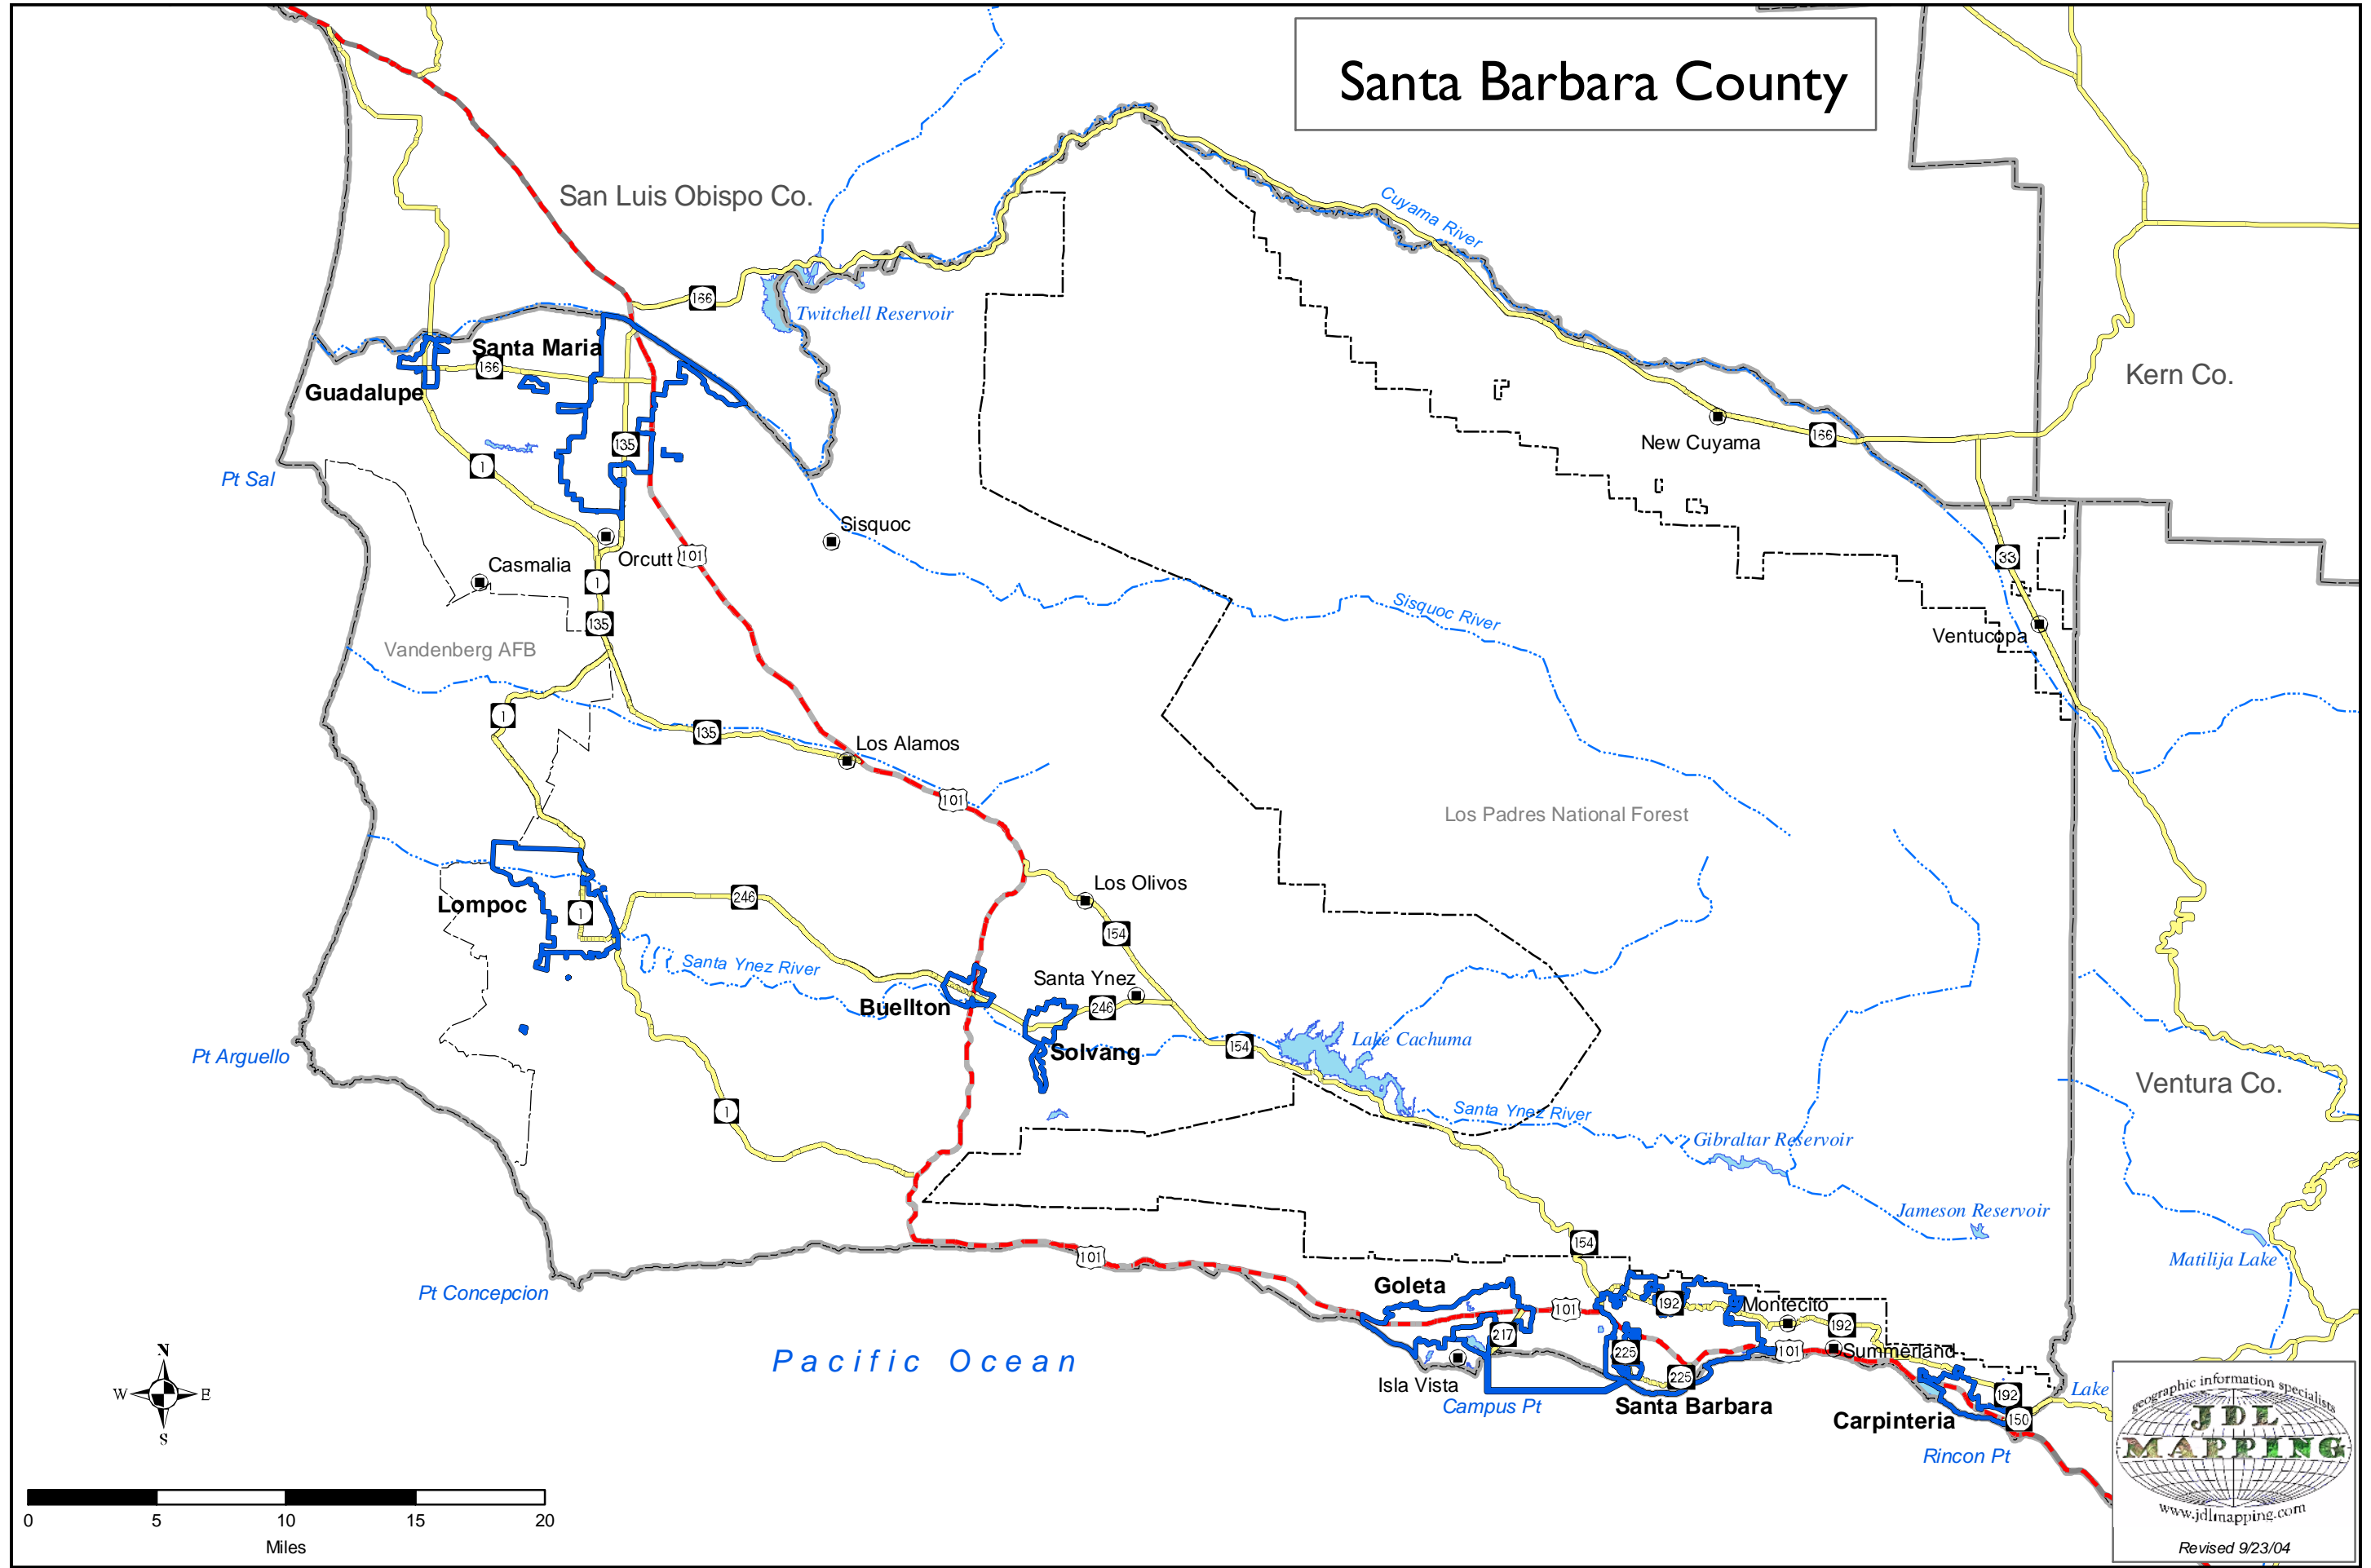 Santa Barbara County
San Luis Obispo Co.
Cuyama River
166
Twitchell Reservoir
Santa Maria
166
Guadalupe
Kern Co.
135
New Cuyama
166
1
Pt Sal
Sisquoc
Orcutt
101
Casmalia
33
1
Sisquoc River
135
Ventucopa
Vandenberg AFB
1
135
Los Alamos
101
Los Padres National Forest
Los Olivos
246
Lompoc
1
154
Santa Ynez River
Santa Ynez
Buellton
246
Lake Cachuma
154
Solvang
Pt Arguello
Ventura Co.
1
Santa Ynez River
Gibraltar Reservoir
Jameson Reservoir
154
101
Matilija Lake
Goleta
Pt Concepcion
192
Montecito
101
192
217
225
101
Summerland
Pacific Ocean
Isla Vista
225
Lake
192
Campus Pt
Santa Barbara
Carpinteria
150
Rincon Pt
N
W E
S
0 5 10 15 20
Miles
geographic information specialists
JDL
MAPPING
www.jdlmapping.com
Revised 9/23/04